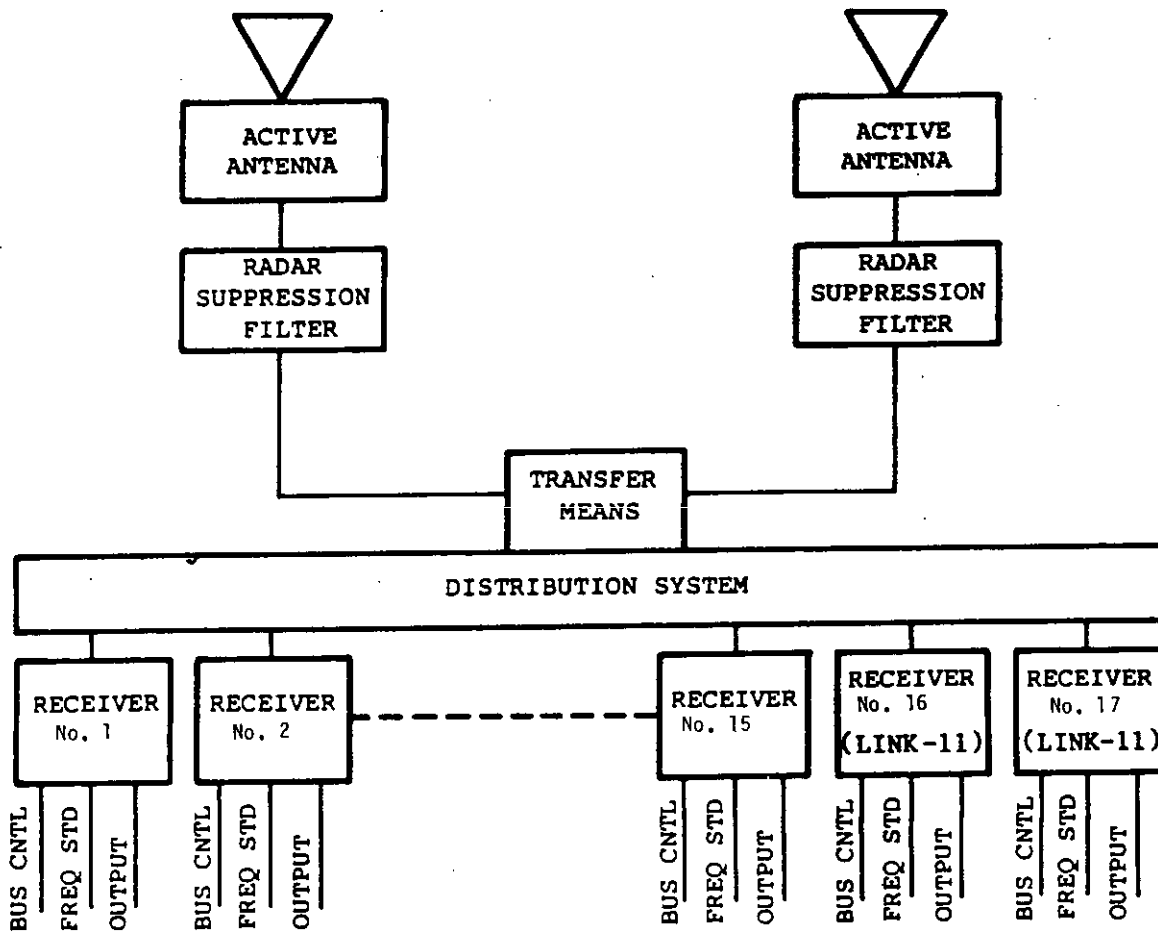 ACTIVE
ANTENNA
ACTIVE
ANTENNA
RADAR
SUPPRESSION
FILTER
RADAR
SUPPRESSION
FILTER
TRANSFER
MEANS
DISTRIBUTION SYSTEM
RECEIVER
No. 1
RECEIVER
No. 2
RECEIVER
No. 15
RECEIVER
No. 16
(LINK-11)
RECEIVER
No. 17
(LINK-11)
BUS CNTL
FREQ STD
OUTPUT
BUS CNTL
FREQ STD
OUTPUT
BUS CNTL
FREQ STD
OUTPUT
BUS CNTL
FREQ STD
OUTPUT
BUS CNTL
FREQ STD
OUTPUT